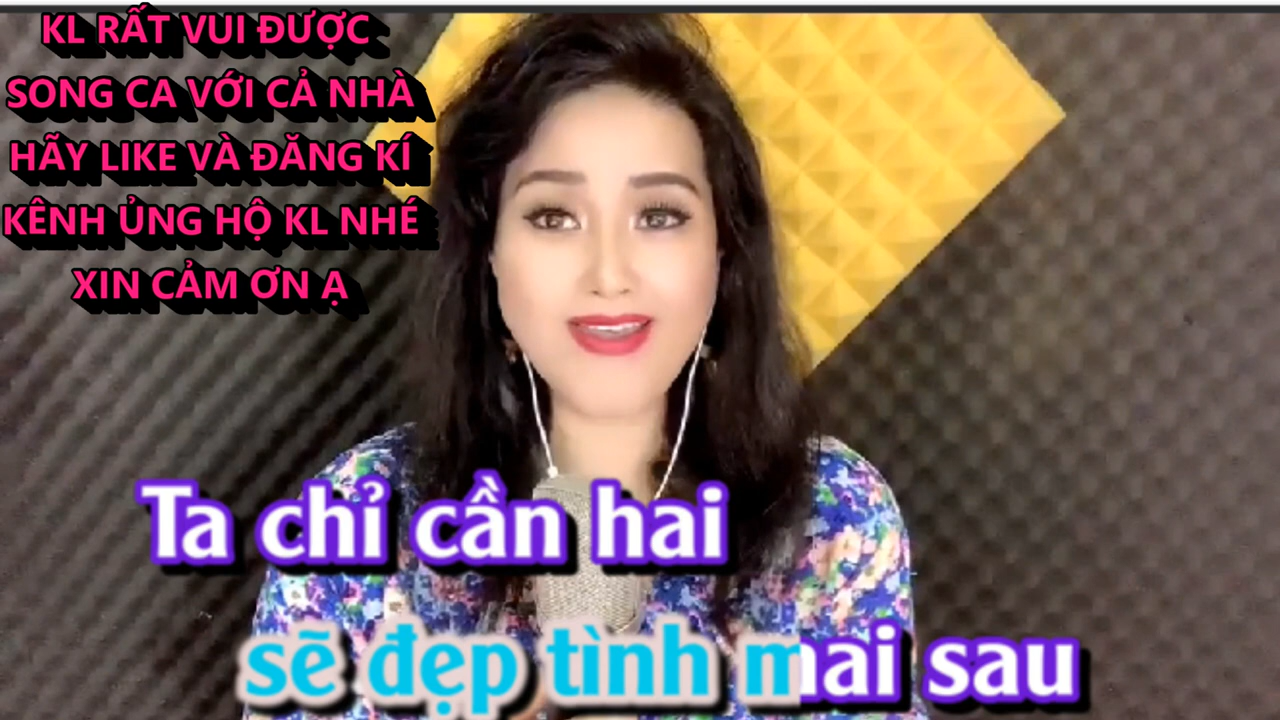 KL RẤT VUI ĐƯỢC
SONG CA VỚI CẢ NHÀ
HÃY LIKE VÀ ĐĂNG KÍ
KÊNH ỦNG HỘ KL NHÉ
XIN CẢM ƠN Ạ
Ta chỉ cần hai
sẽ đẹp tình mai sau